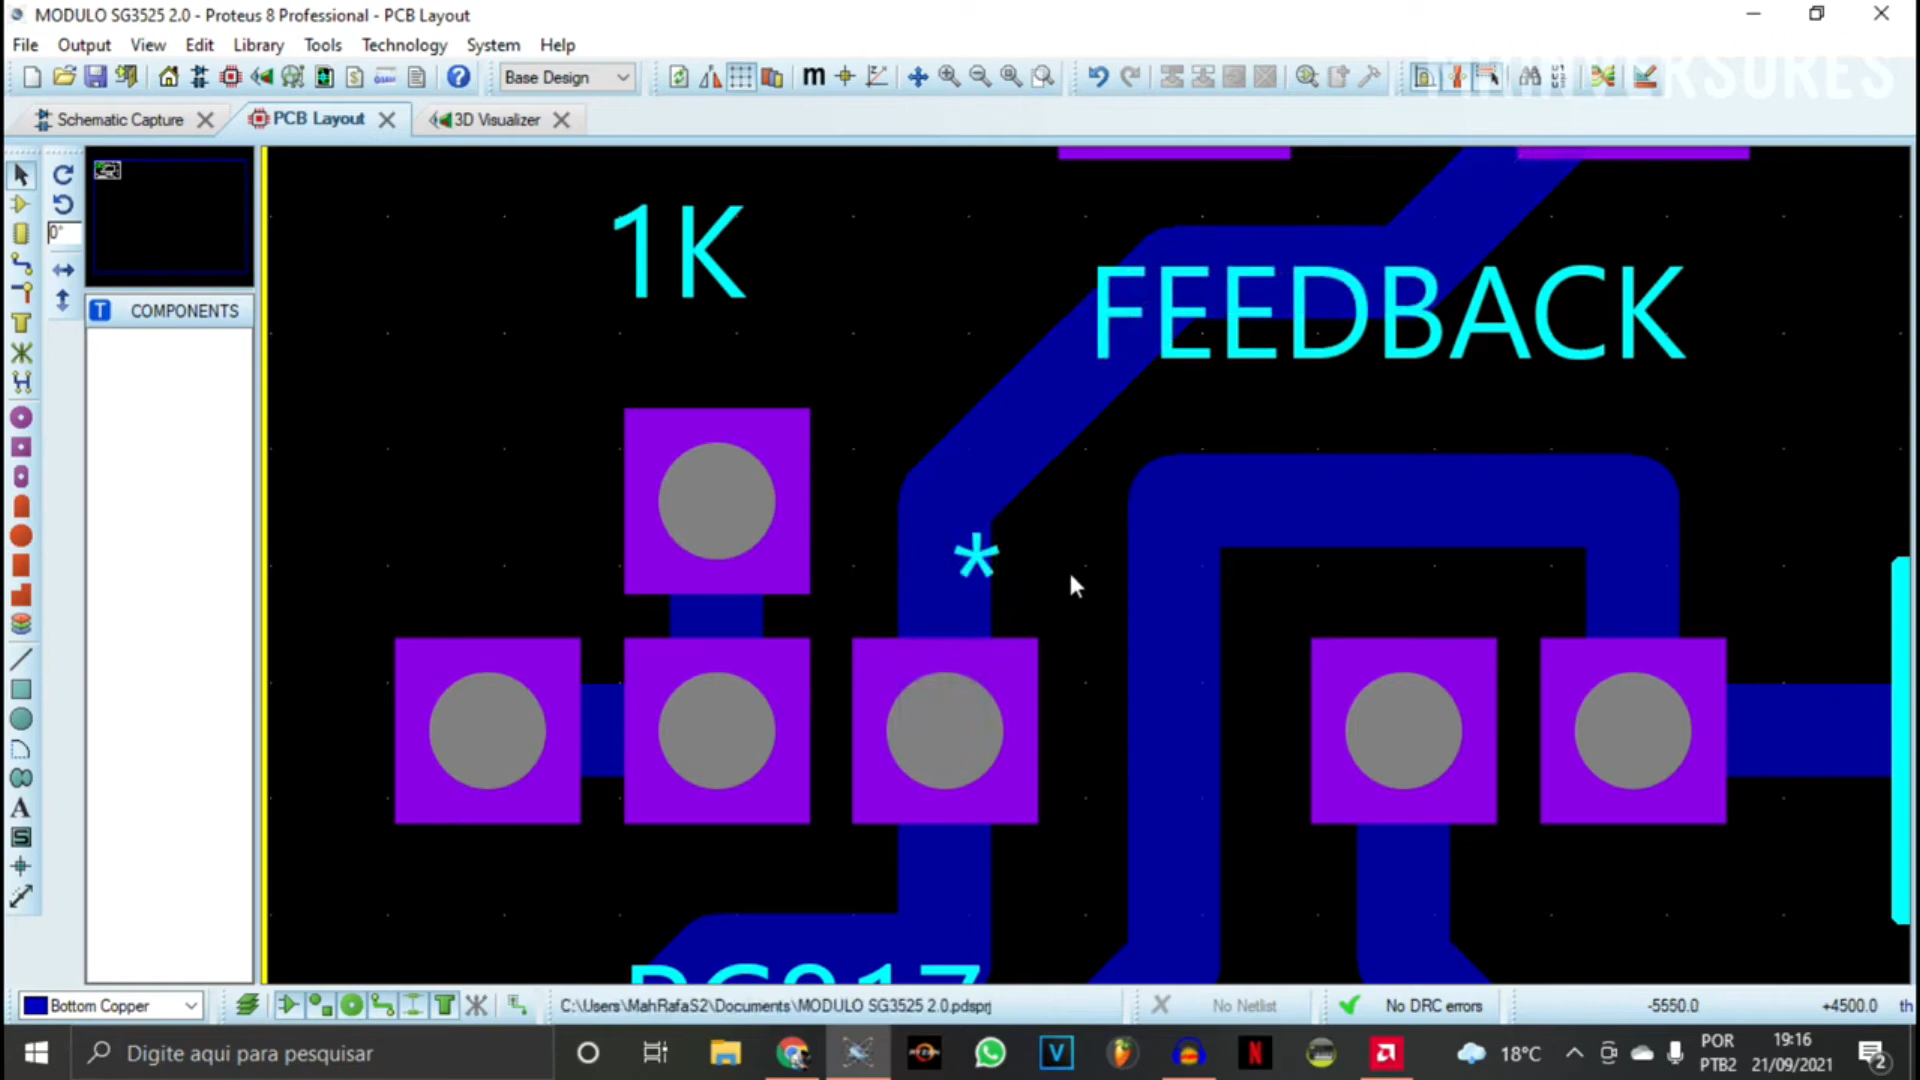 MODULO SG3525 2.0 - Proteus 8 Professional - PCB Layout
File Output View Edit Library Tools Technology System Help
Base Design
m
Schematic Capture
PCB Layout
3D Visualizer
0°
T COMPONENTS
1K
FEEDBACK
*
A
S
Bottom Copper
C:\Users\MahRafaS2\Documents\MODULO SG3525 2.0.pdsprj
No Netlist
No DRC errors
-5550.0
+4500.0
th
Digite aqui para pesquisar
18°C
POR
PTB2
19:16
21/09/2021
2